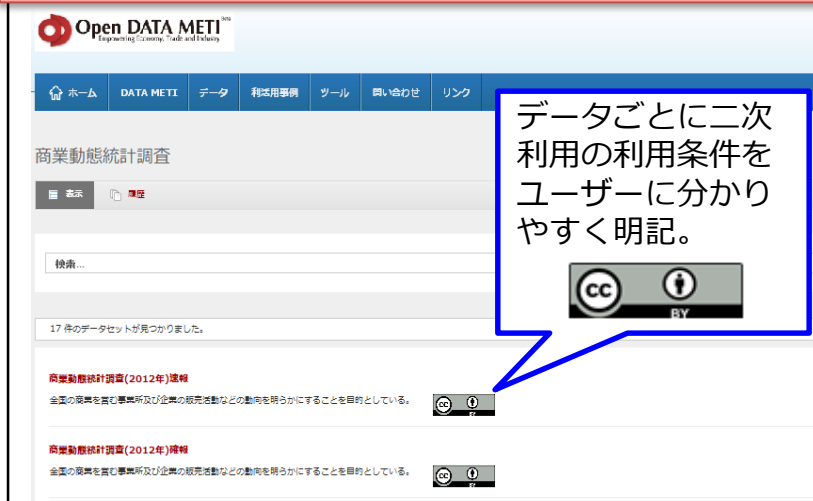 Open DATA METI Beta
Empowering Economy, Trade and Industry
ホーム DATA METI データ 利活用事例 ツール 問い合わせ リンク
データごとに二次
利用の利用条件を
ユーザーに分かり
やすく明記。
cc
BY
商業動態統計調査
表示 履歴
検索...
17 件のデータセットが見つかりました。
商業動態統計調査(2012年)速報
全国の商業を営む事業所及び企業の販売活動などの動向を明らかにすることを目的としている。
cc
BY
商業動態統計調査(2012年)確報
全国の商業を営む事業所及び企業の販売活動などの動向を明らかにすることを目的としている。
cc
BY